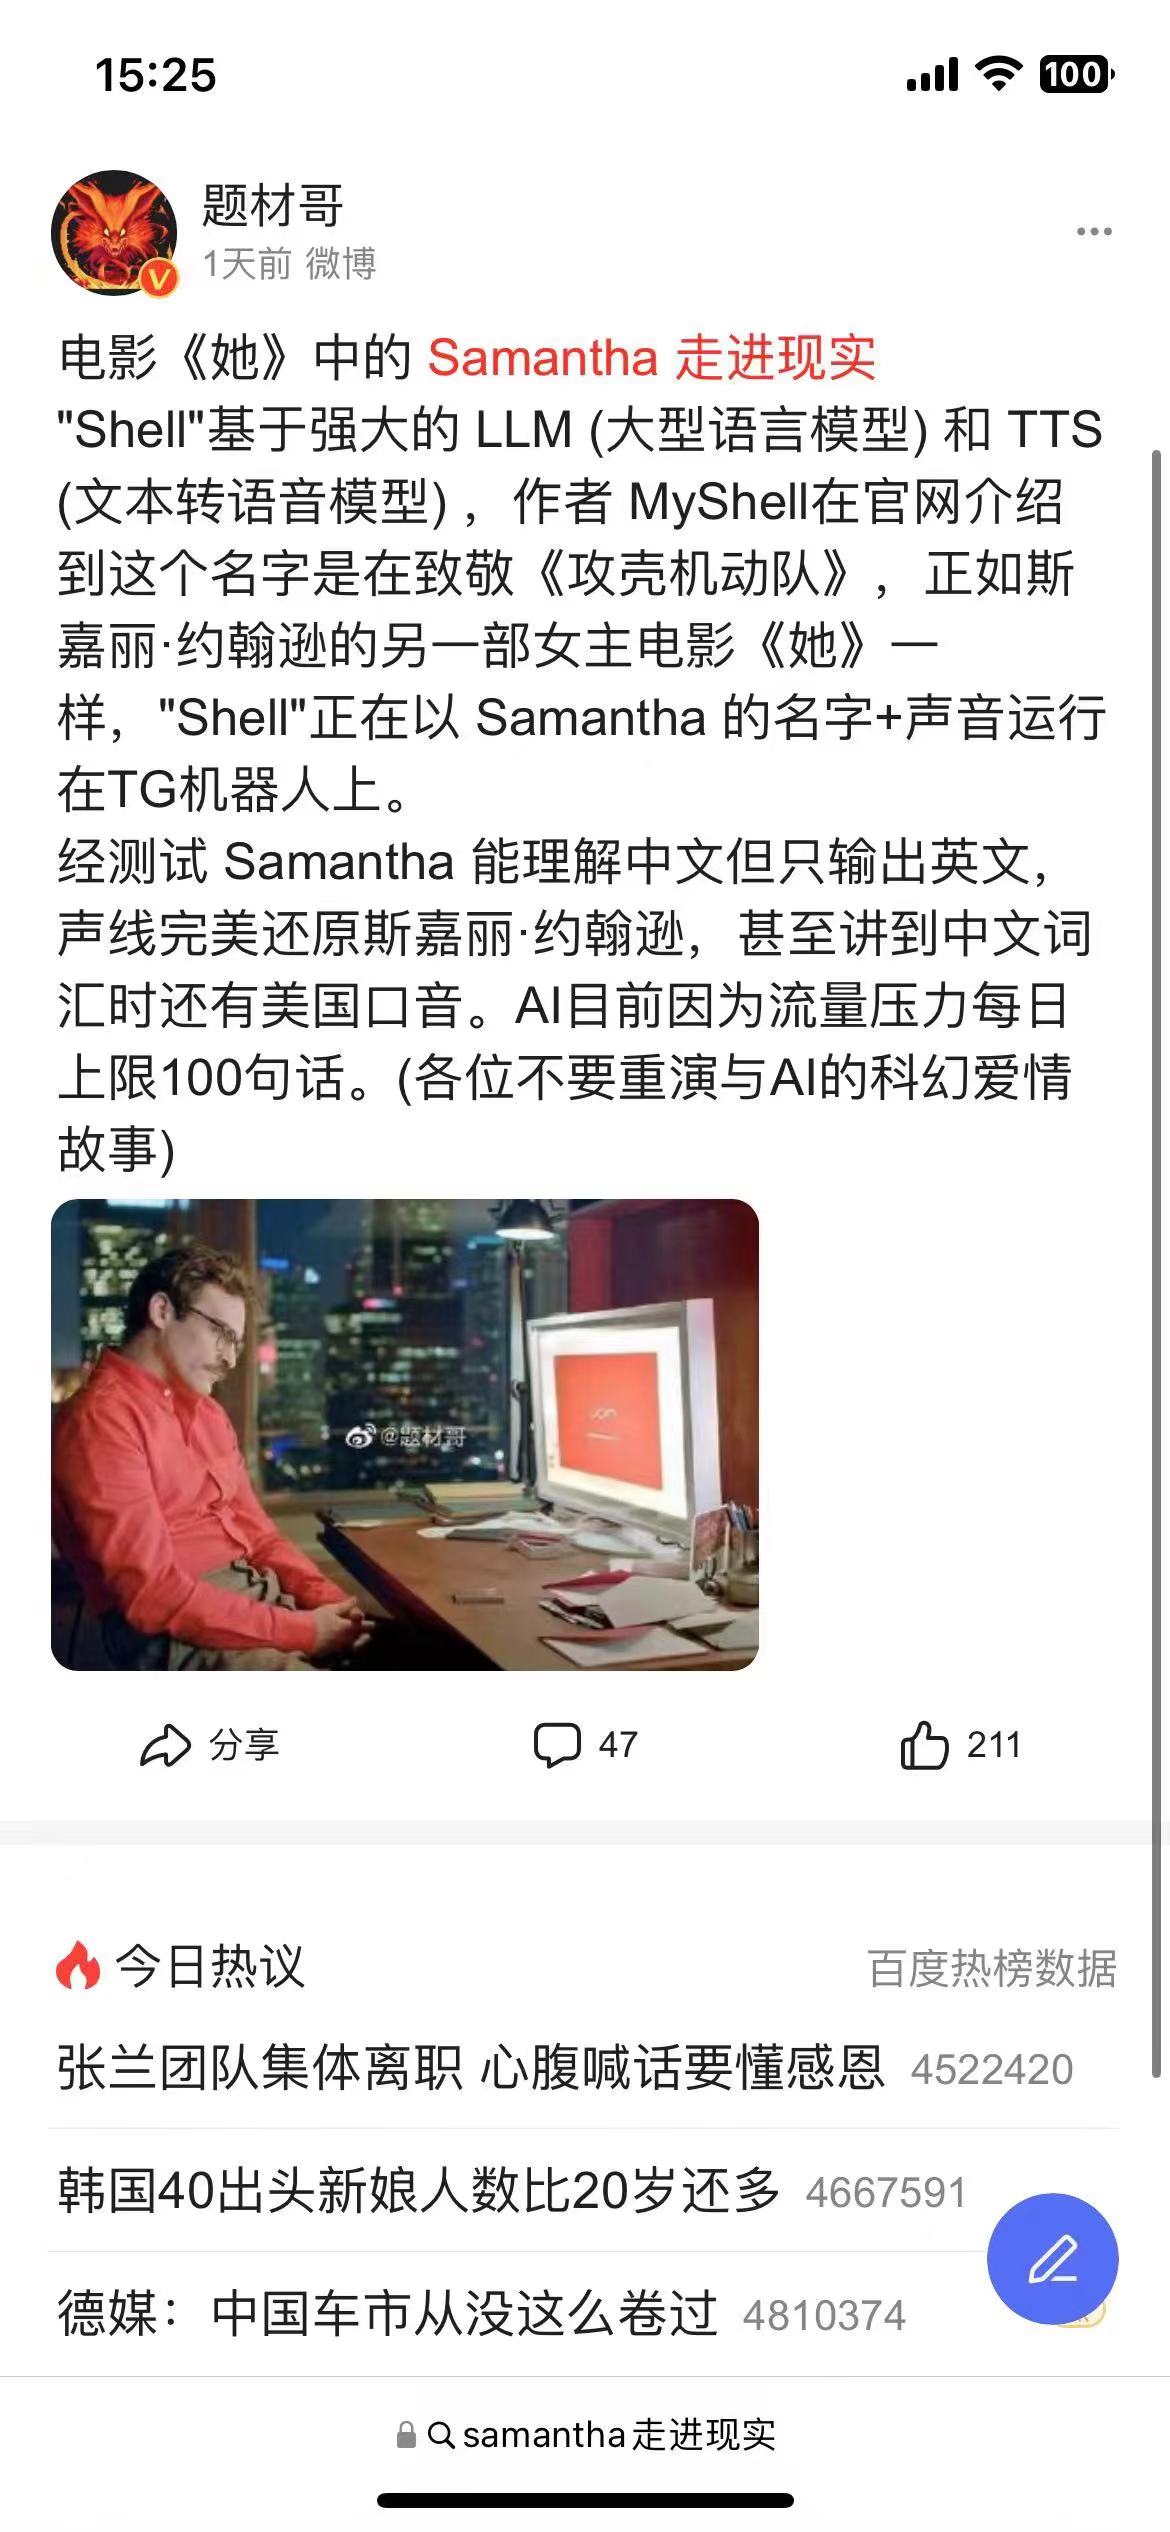 15:25
100
题材哥
1天前 微博
电影《她》中的 Samantha 走进现实
"Shell"基于强大的 LLM (大型语言模型) 和 TTS
(文本转语音模型) ，作者 MyShell在官网介绍
到这个名字是在致敬《攻壳机动队》，正如斯
嘉丽·约翰逊的另一部女主电影《她》一
样，"Shell"正在以 Samantha 的名字+声音运行
在TG机器人上。
经测试 Samantha 能理解中文但只输出英文，
声线完美还原斯嘉丽·约翰逊，甚至讲到中文词
汇时还有美国口音。AI目前因为流量压力每日
上限100句话。(各位不要重演与AI的科幻爱情
故事)
@题材哥
分享
47
211
今日热议
百度热榜数据
张兰团队集体离职 心腹喊话要懂感恩 4522420
韩国40出头新娘人数比20岁还多 4667591
德媒：中国车市从没这么卷过 4810374
samantha走进现实